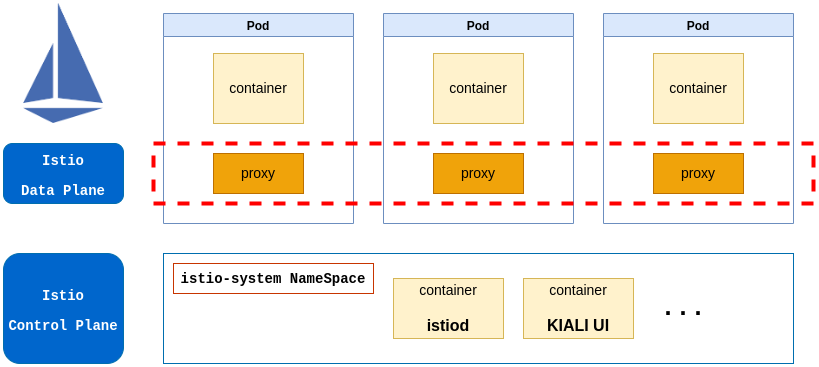 Pod
Pod
Pod
container
container
container
Istio
Data Plane
proxy
proxy
proxy
Istio
Control Plane
istio-system NameSpace
container
istiod
container
KIALI UI
...